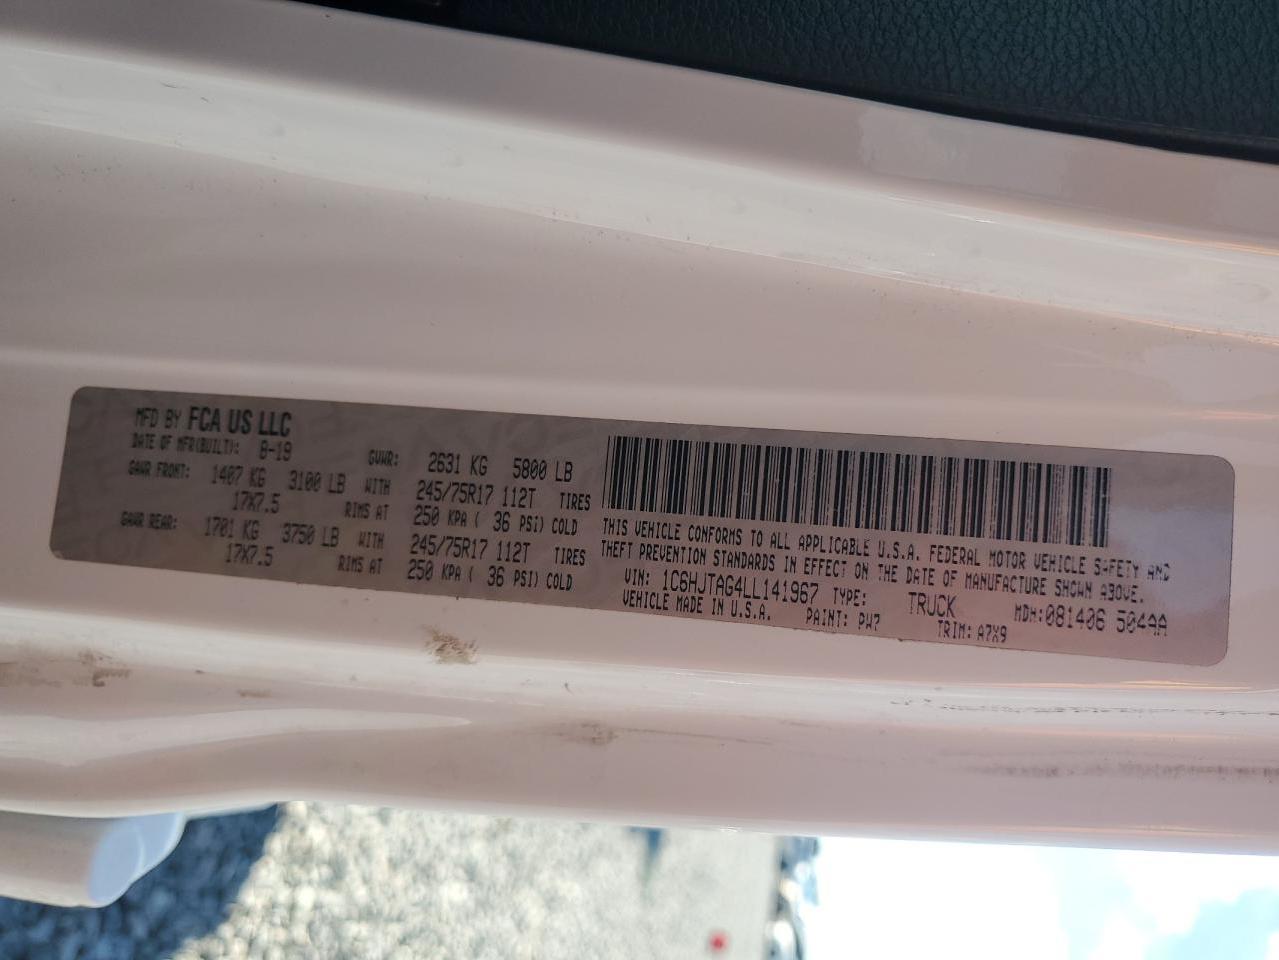 MFD BY FCA US LLC
DATE OF MFR(BUILT): 8-19 GVWR: 2631 KG 5800 LB
GAWR FRONT: 1407 KG 3100 LB WITH 245/75R17 112T TIRES
17X7.5 RIMS AT 250 KPA ( 36 PSI) COLD
GAWR REAR: 1701 KG 3750 LB WITH 245/75R17 112T TIRES
17X7.5 RIMS AT 250 KPA ( 36 PSI) COLD
THIS VEHICLE CONFORMS TO ALL APPLICABLE U.S.A. FEDERAL MOTOR VEHICLE SAFETY AND
THEFT PREVENTION STANDARDS IN EFFECT ON THE DATE OF MANUFACTURE SHOWN ABOVE.
VIN: 1C6HJTAG4LL141967 TYPE: TRUCK MDH:081406 504AA
VEHICLE MADE IN U.S.A. PAINT: PW7 TRIM: A7X9